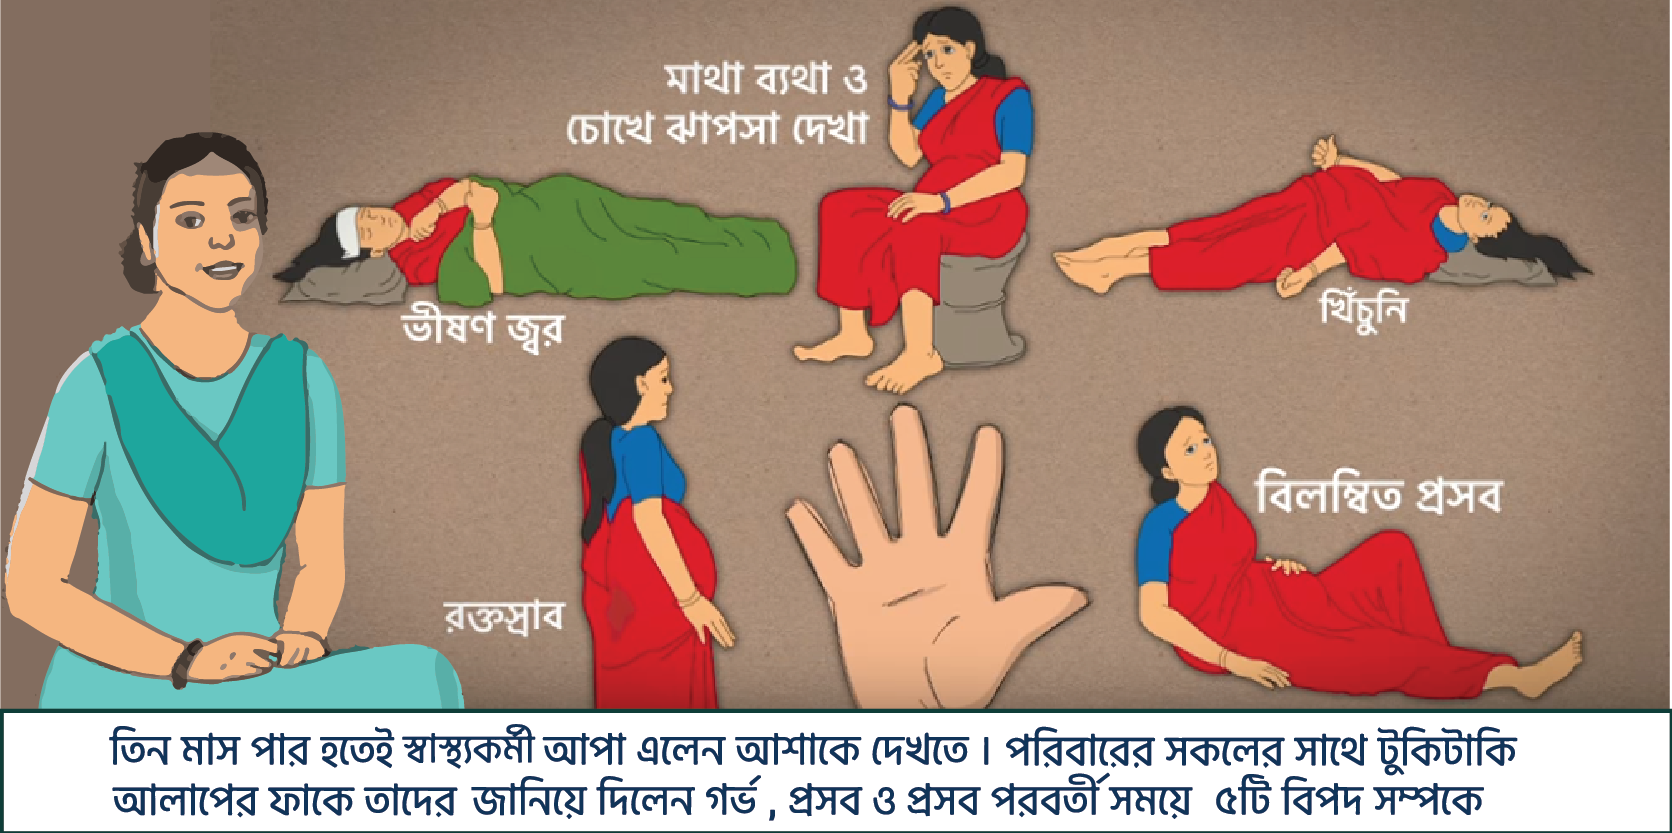 মাথা ব্যথা ও
চোখে ঝাপসা দেখা
ভীষণ জ্বর
খিঁচুনি
বিলম্বিত প্রসব
রক্তস্রাব
তিন মাস পার হতেই স্বাস্থ্যকর্মী আপা এলেন আশাকে দেখতে । পরিবারের সকলের সাথে টুকিটাকি
আলাপের ফাকে তাদের জানিয়ে দিলেন গর্ভ , প্রসব ও প্রসব পরবর্তী সময়ে ৫টি বিপদ সম্পকে